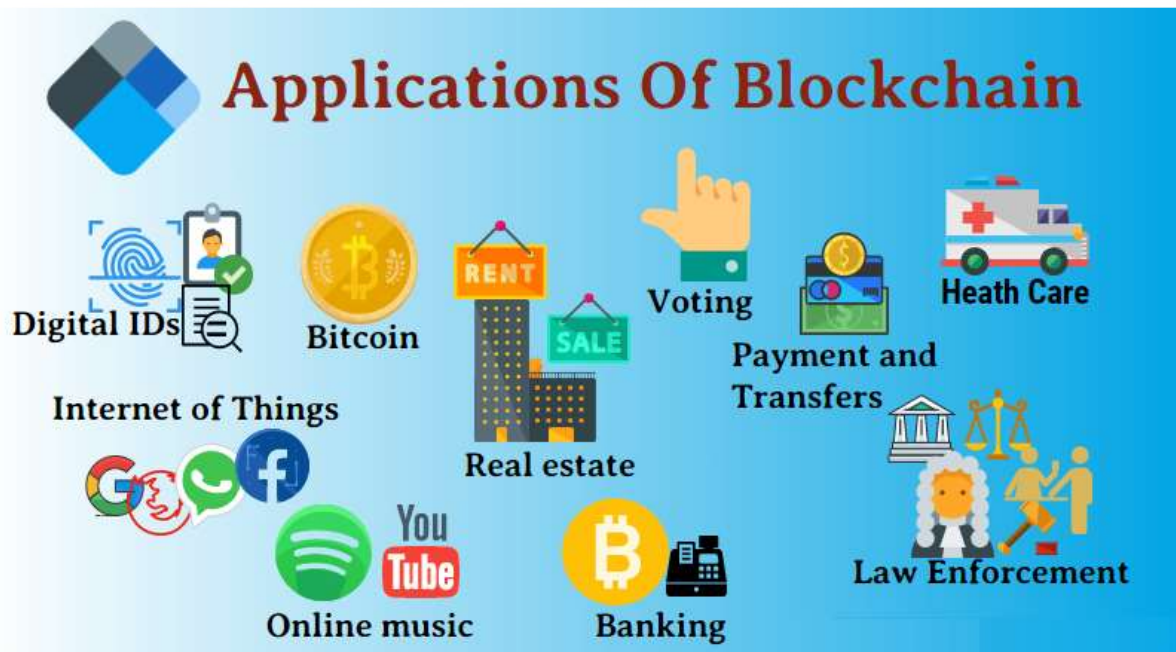 Applications Of Blockchain
Digital IDs
Bitcoin
RENT
SALE
Real estate
Voting
Payment and
Transfers
Heath Care
Internet of Things
G
f
You
Tube
Online music
B
Banking
Law Enforcement